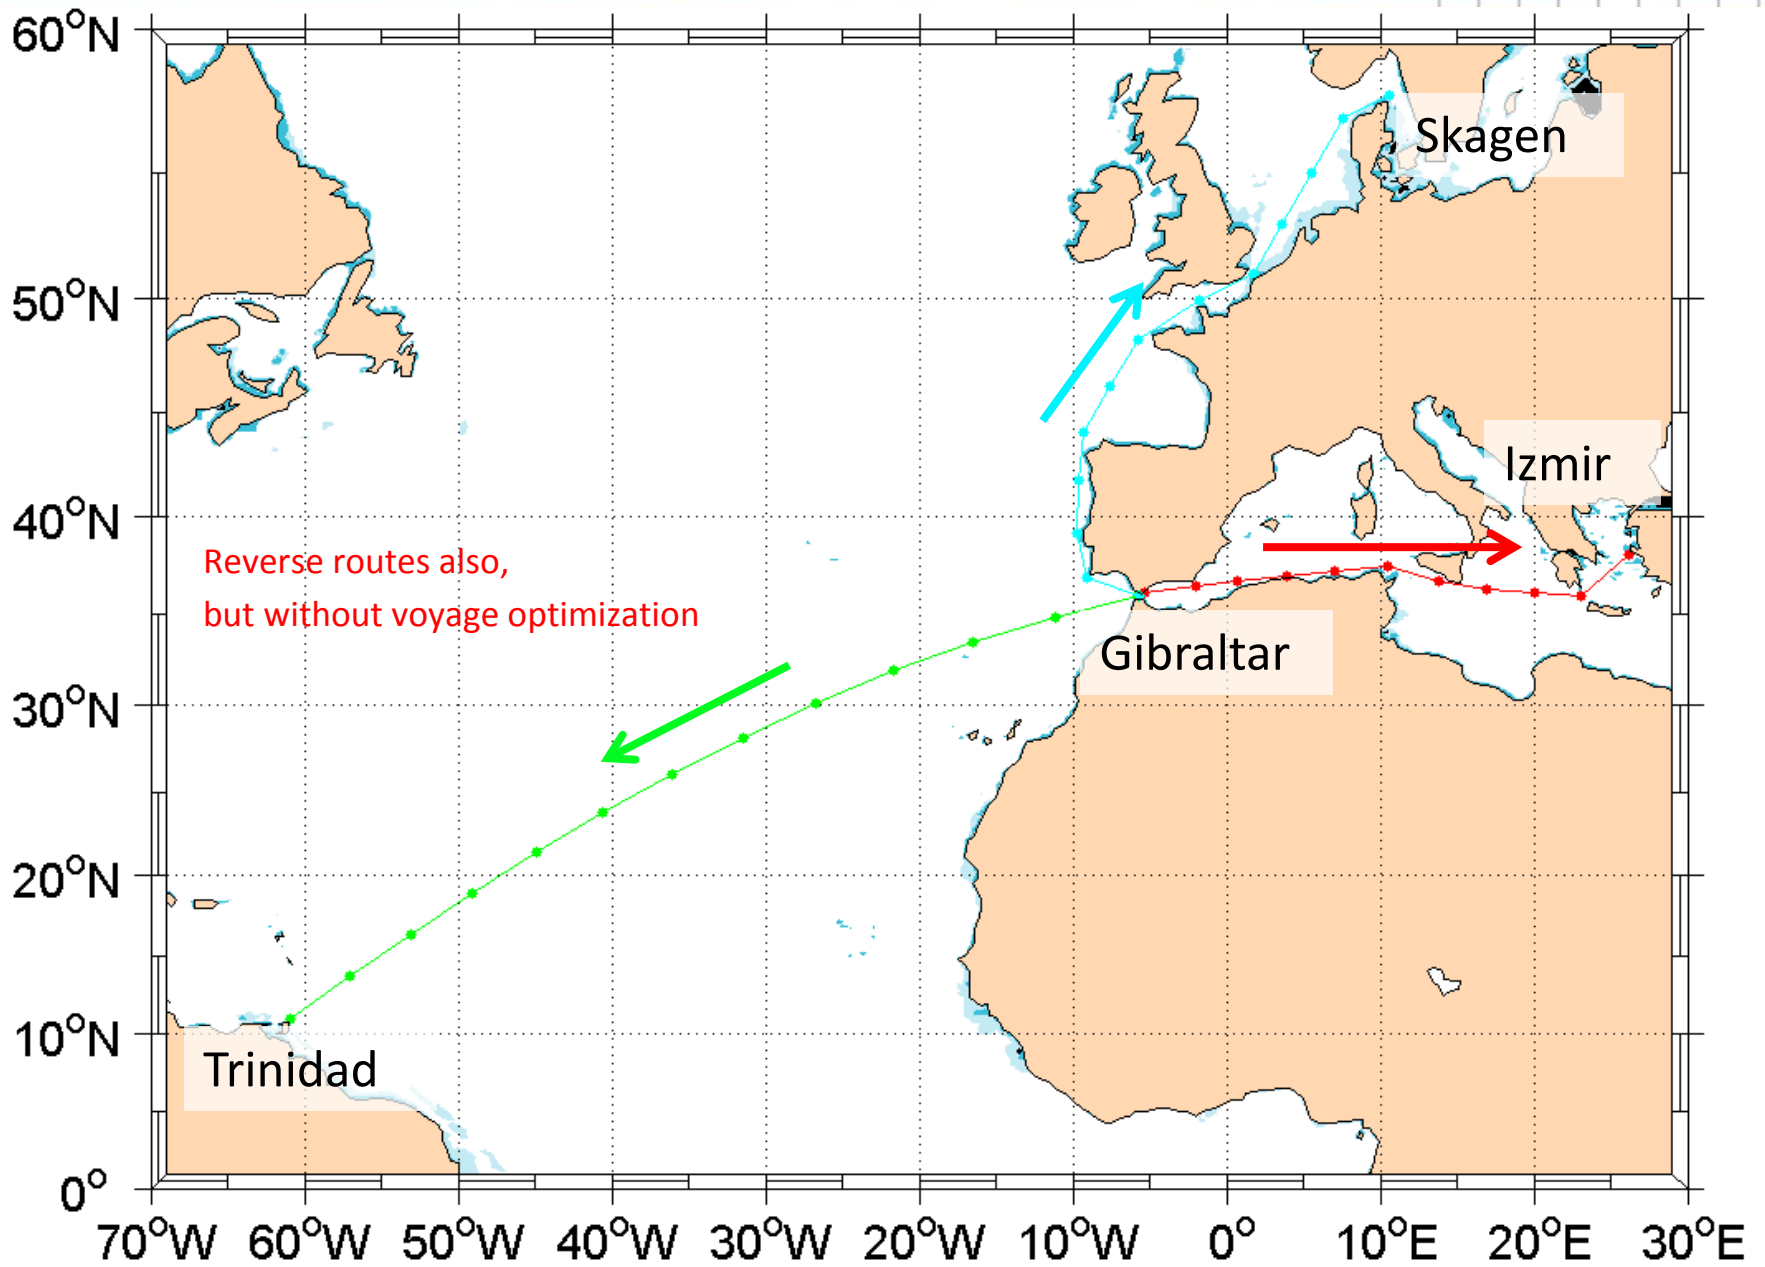 60°N
Skagen
50°N
Izmir
40°N
Reverse routes also,
but without voyage optimization
Gibraltar
30°N
20°N
10°N
Trinidad
0°
70°W 60°W 50°W 40°W 30°W 20°W 10°W 0° 10°E 20°E 30°E